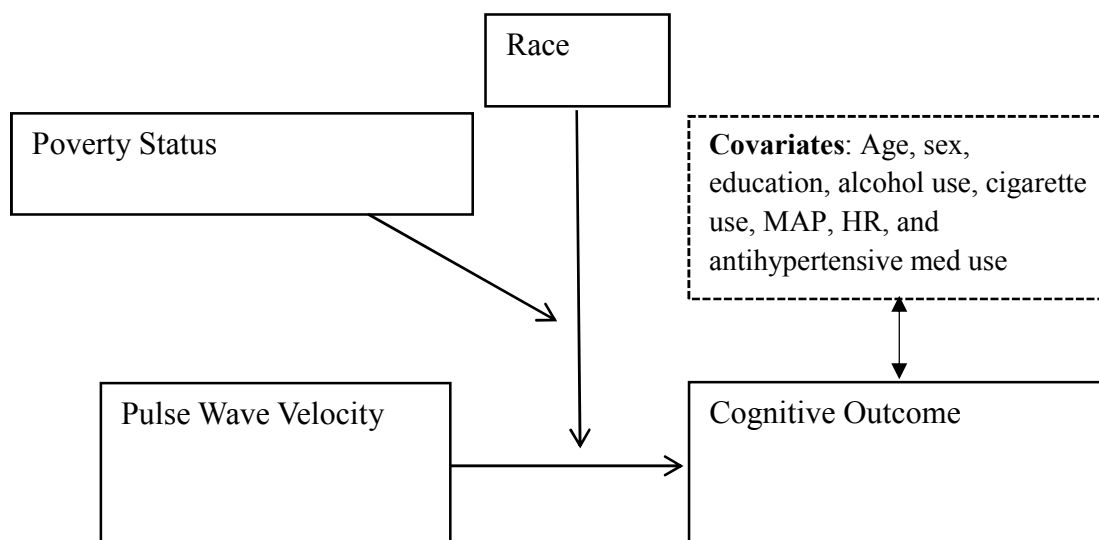 Race
Poverty Status
Covariates: Age, sex,
education, alcohol use, cigarette
use, MAP, HR, and
antihypertensive med use
Pulse Wave Velocity
Cognitive Outcome